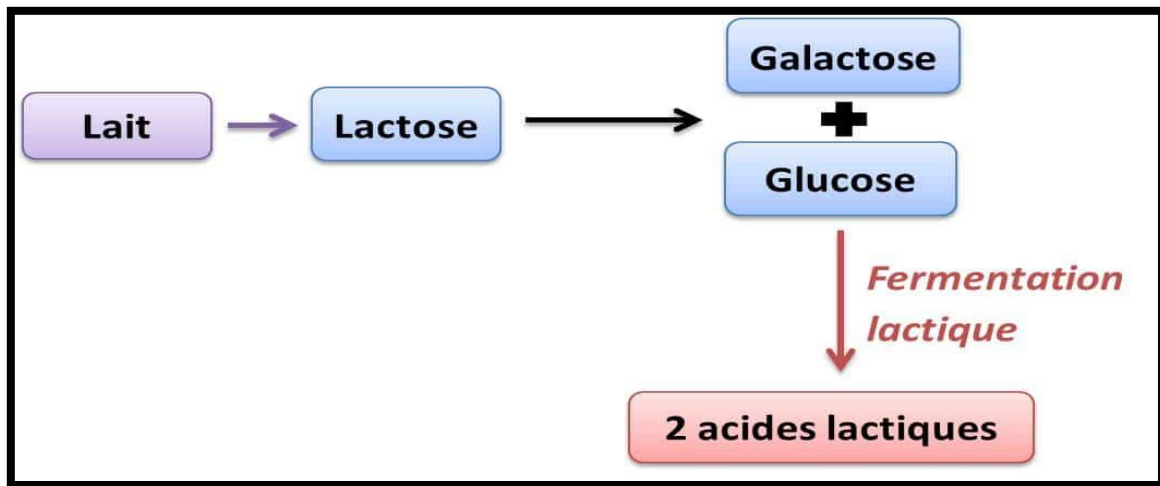 Lait
Lactose
Galactose
Glucose
Fermentation
lactique
2 acides lactiques